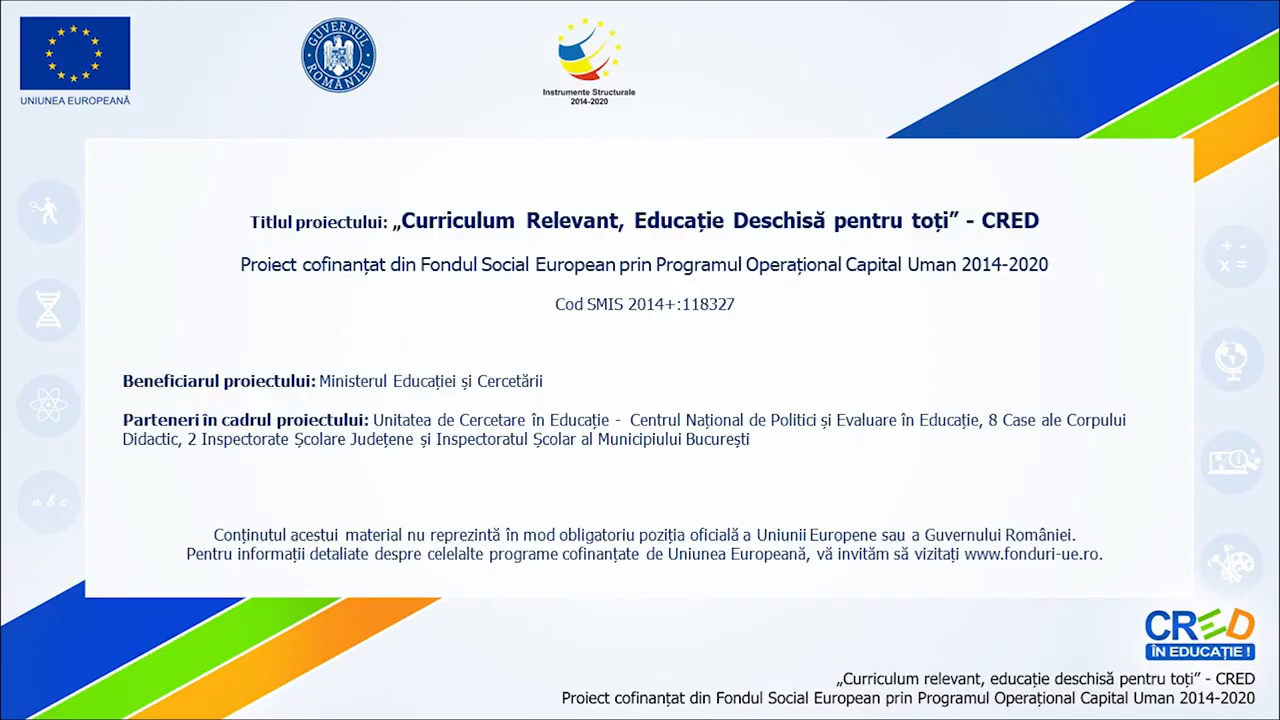 UNIUNEA EUROPEANĂ
GUVERNUL ROMÂNIEI
Instrumente Structurale
2014-2020
Titlul proiectului: „Curriculum Relevant, Educație Deschisă pentru toți” - CRED
Proiect cofinanțat din Fondul Social European prin Programul Operațional Capital Uman 2014-2020
Cod SMIS 2014+:118327
+ -
x =
Beneficiarul proiectului: Ministerul Educației și Cercetării
Parteneri în cadrul proiectului: Unitatea de Cercetare în Educație - Centrul Național de Politici și Evaluare în Educație, 8 Case ale Corpului
Didactic, 2 Inspectorate Școlare Județene și Inspectoratul Școlar al Municipiului București
a b c
Conținutul acestui material nu reprezintă în mod obligatoriu poziția oficială a Uniunii Europene sau a Guvernului României.
Pentru informații detaliate despre celelalte programe cofinanțate de Uniunea Europeană, vă invităm să vizitați www.fonduri-ue.ro.
CRED
ÎN EDUCAȚIE !
„Curriculum relevant, educație deschisă pentru toți” - CRED
Proiect cofinanțat din Fondul Social European prin Programul Operațional Capital Uman 2014-2020